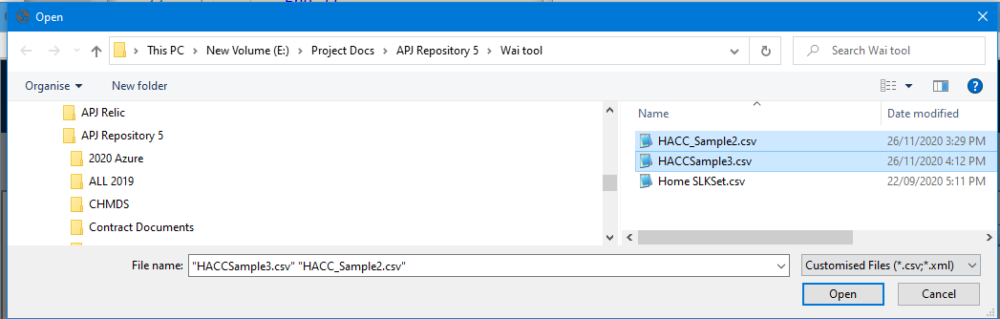 Open
This PC > New Volume (E:) > Project Docs > APJ Repository 5 > Wai tool
Search Wai tool
Organise
New folder
APJ Relic
APJ Repository 5
2020 Azure
ALL 2019
CHMDS
Contract Documents
Name Date modified
HACC_Sample2.csv 26/11/2020 3:29 PM
HACCSample3.csv 26/11/2020 4:12 PM
Home SLKSet.csv 22/09/2020 5:11 PM
File name: "HACCSample3.csv" "HACC_Sample2.csv"
Customised Files (*.csv;*.xml)
Open
Cancel